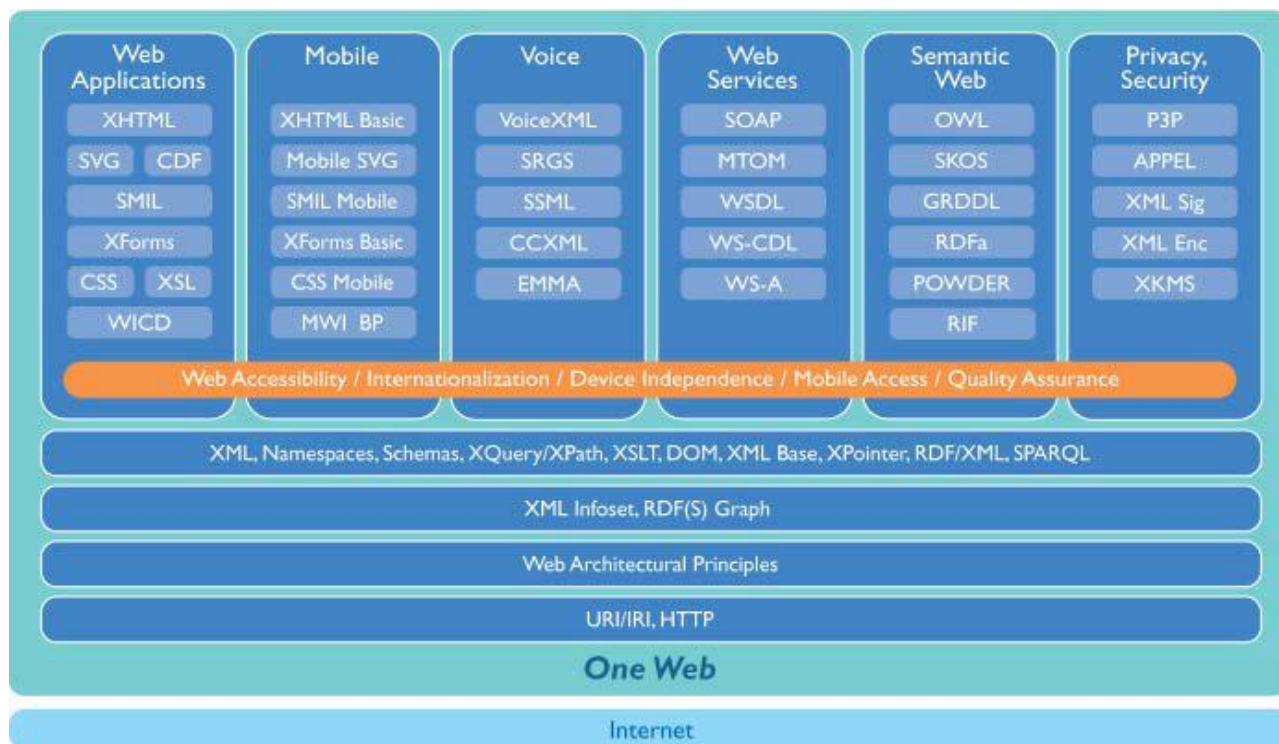 Web
Applications
XHTML
SVG CDF
SMIL
XForms
CSS XSL
WICD
Mobile
XHTML Basic
Mobile SVG
SMIL Mobile
XForms Basic
CSS Mobile
MWI BP
Voice
VoiceXML
SRGS
SSML
CCXML
EMMA
Web
Services
SOAP
MTOM
WSDL
WS-CDL
WS-A
Semantic
Web
OWL
SKOS
GRDDL
RDFa
POWDER
RIF
Privacy,
Security
P3P
APPEL
XML Sig
XML Enc
XKMS
Web Accessibility / Internationalization / Device Independence / Mobile Access / Quality Assurance
XML, Namespaces, Schemas, XQuery/XPath, XSLT, DOM, XML Base, XPointer, RDF/XML, SPARQL
XML Infoset, RDF(S) Graph
Web Architectural Principles
URI/IRI, HTTP
One Web
Internet